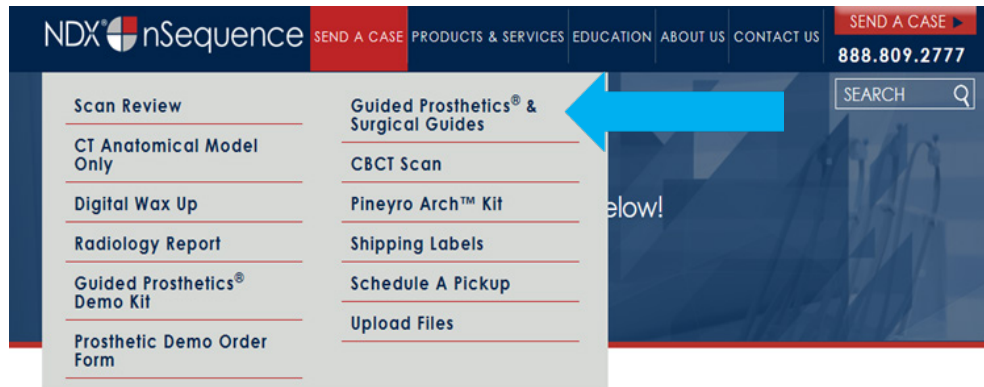 NDX® nSequence
SEND A CASE PRODUCTS & SERVICES EDUCATION ABOUT US CONTACT US
SEND A CASE
888.809.2777
SEARCH
Scan Review
CT Anatomical Model
Only
Digital Wax Up
Radiology Report
Guided Prosthetics®
Demo Kit
Prosthetic Demo Order
Form
Guided Prosthetics® &
Surgical Guides
CBCT Scan
Pineyro Arch™ Kit
Shipping Labels
Schedule A Pickup
Upload Files
elow!